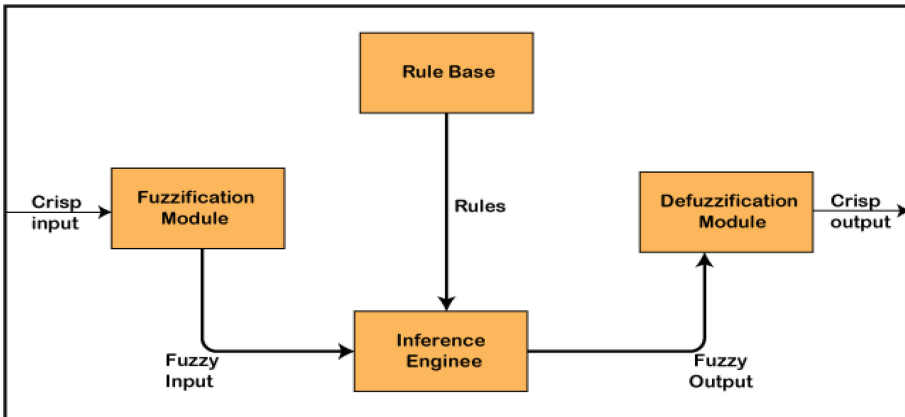 Rule Base
Crisp
input
Fuzzification
Module
Rules
Defuzzification
Module
Crisp
output
Inference
Enginee
Fuzzy
Input
Fuzzy
Output